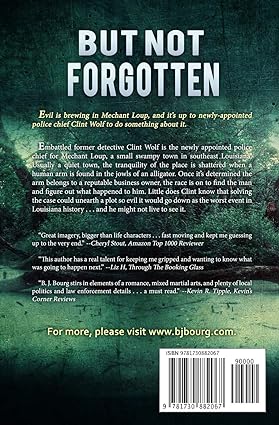 BUT NOT
FORGOTTEN
Evil is brewing in Mechant Loup, and it's up to newly-appointed
police chief Clint Wolf to do something about it.
Embattled former detective Clint Wolf is the newly appointed police
chief for Mechant Loup, a small swampy town in southeast Louisiana.
Usually a quiet town, the tranquility of the place is shattered when a
human arm is found in the jowls of an alligator. Once it's determined the
arm belongs to a reputable business owner, the race is on to find the man
and figure out what happened to him. Little does Clint know that solving
the case could unearth a plot so evil it would go down as the worst event in
Louisiana history . . . and he might not live to see it.
"Great imagery, bigger than life characters . . . fast moving and kept me guessing
up to the very end." --Cheryl Stout, Amazon Top 1000 Reviewer
"This author has a real talent for keeping me gripped and wanting to know what
was going to happen next." --Liz H, Through The Booking Glass
"B. J. Bourg stirs in elements of a romance, mixed martial arts, and plenty of local
politics and law enforcement details . . . a must read." --Kevin R. Tipple, Kevin's
Corner Reviews
For more, please visit www.bjbourg.com.
ISBN 9781730882067
90000
9 781730 882067